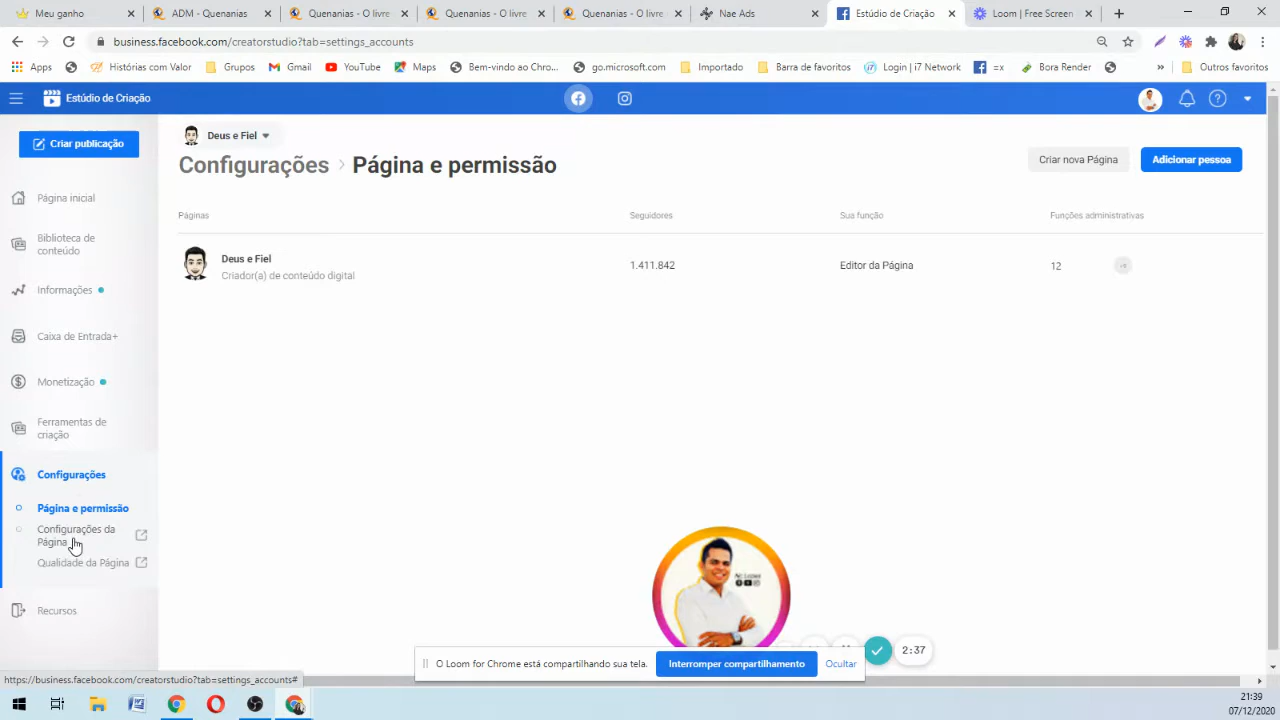 Meu ganho
ADM - Quenanias
Quenanias - O livre
Quenanias - O livre
Quenanias - O livre
Nae Ads
Estúdio de Criação
Loom | Free Screen
business.facebook.com/creatorstudio?tab=settings_accounts
Apps
Histórias com Valor
Grupos
Gmail
YouTube
Maps
Bem-vindo ao Chro...
go.microsoft.com
Importado
Barra de favoritos
Login | i7 Network
=x
Bora Render
»
Outros favoritos
Estúdio de Criação
Criar publicação
Deus e Fiel
Configurações > Página e permissão
Criar nova Página
Adicionar pessoa
Página inicial
Biblioteca de
conteúdo
Informações
Caixa de Entrada+
Monetização
Ferramentas de
criação
Configurações
Página e permissão
Configurações da
Página
Qualidade da Página
Recursos
Páginas
Seguidores
Sua função
Funções administrativas
Deus e Fiel
Criador(a) de conteúdo digital
1.411.842
Editor da Página
12
2:37
O Loom for Chrome está compartilhando sua tela.
Interromper compartilhamento
Ocultar
https://business.facebook.com/creatorstudio?tab=settings_accounts#
21:39
07/12/2020